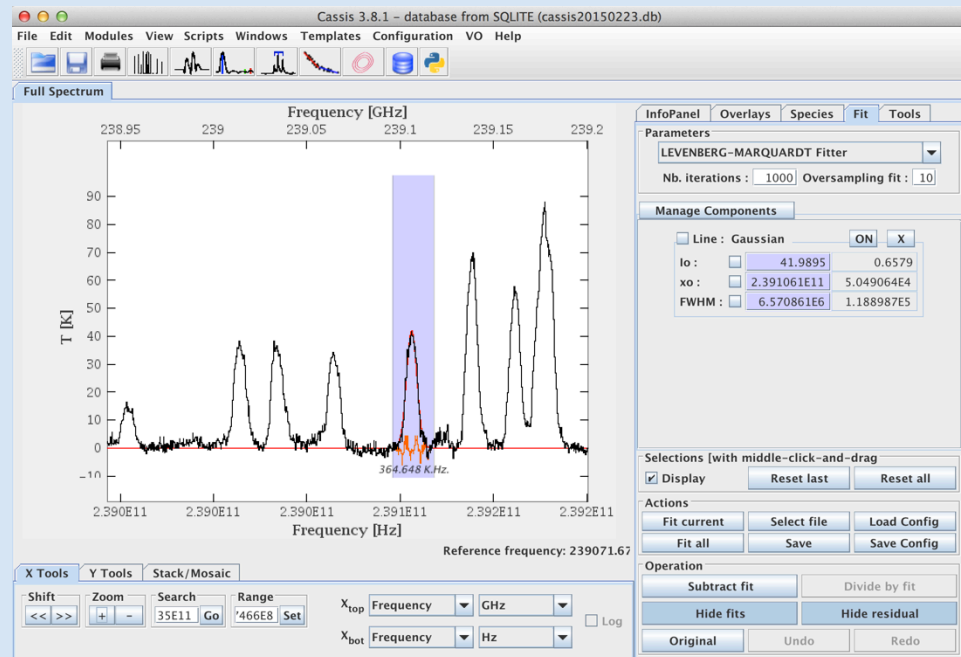 Cassis 3.8.1 - database from SQLITE (cassis20150223.db)
File Edit Modules View Scripts Windows Templates Configuration VO Help
Full Spectrum
Frequency [GHz]
238.95 239 239.05 239.1 239.15 239.2
90
80
70
60
50
40
30
20
10
0
-10
T [K]
364.648 K.Hz.
2.390E11 2.390E11 2.391E11 2.391E11 2.392E11 2.392E11
Frequency [Hz]
Reference frequency: 239071.67
InfoPanel Overlays Species Fit Tools
Parameters
LEVENBERG-MARQUARDT Fitter
Nb. iterations : 1000 Oversampling fit : 10
Manage Components
Line : Gaussian ON X
Io : 41.9895 0.6579
xo : 2.391061E11 5.049064E4
FWHM : 6.570861E6 1.188987E5
Selections [with middle-click-and-drag
Display Reset last Reset all
Actions
Fit current Select file Load Config
Fit all Save Save Config
Operation
Subtract fit Divide by fit
Hide fits Hide residual
Original Undo Redo
X Tools Y Tools Stack/Mosaic
Shift Zoom Search Range
<< >> + - 35E11 Go '466E8 Set
Xtop Frequency GHz
Xbot Frequency Hz
Log